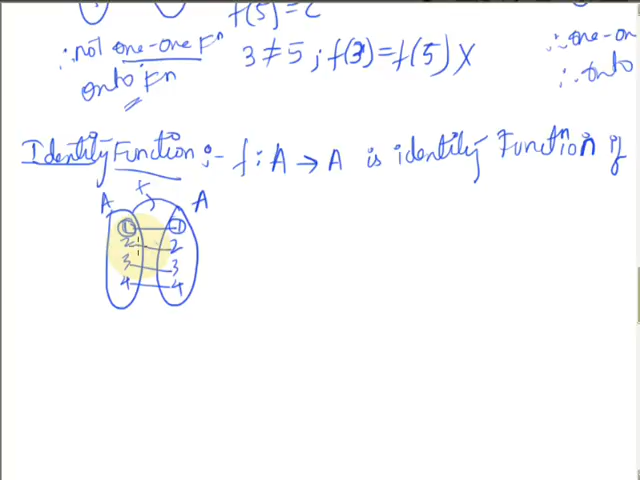 f(5)=c
∴not one-one Fn
3≠5 ; f(3)=f(5) X
∴one-on
onto Fn
∴onto
Identity Function :- f : A → A is identity Function if
f
A A
1 1
2 2
3 3
4 4